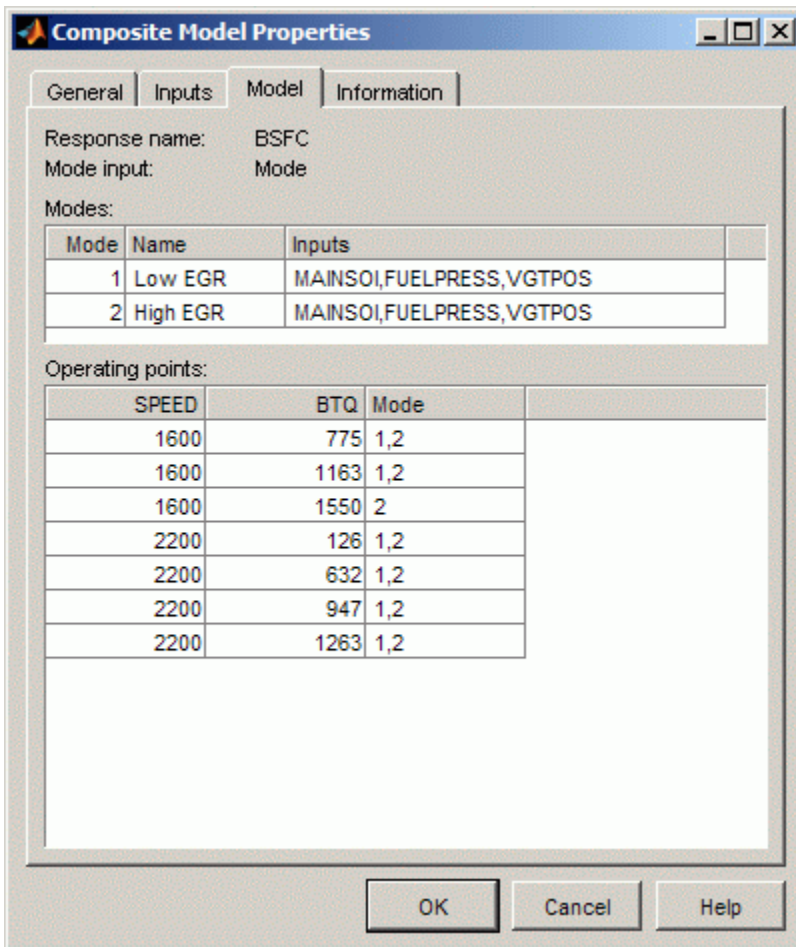 Composite Model Properties
General Inputs Model Information
Response name: BSFC
Mode input: Mode
Modes:
Mode Name Inputs
1 Low EGR MAINSOI,FUELPRESS,VGTPOS
2 High EGR MAINSOI,FUELPRESS,VGTPOS
Operating points:
SPEED BTQ Mode
1600 775 1,2
1600 1163 1,2
1600 1550 2
2200 126 1,2
2200 632 1,2
2200 947 1,2
2200 1263 1,2
OK Cancel Help